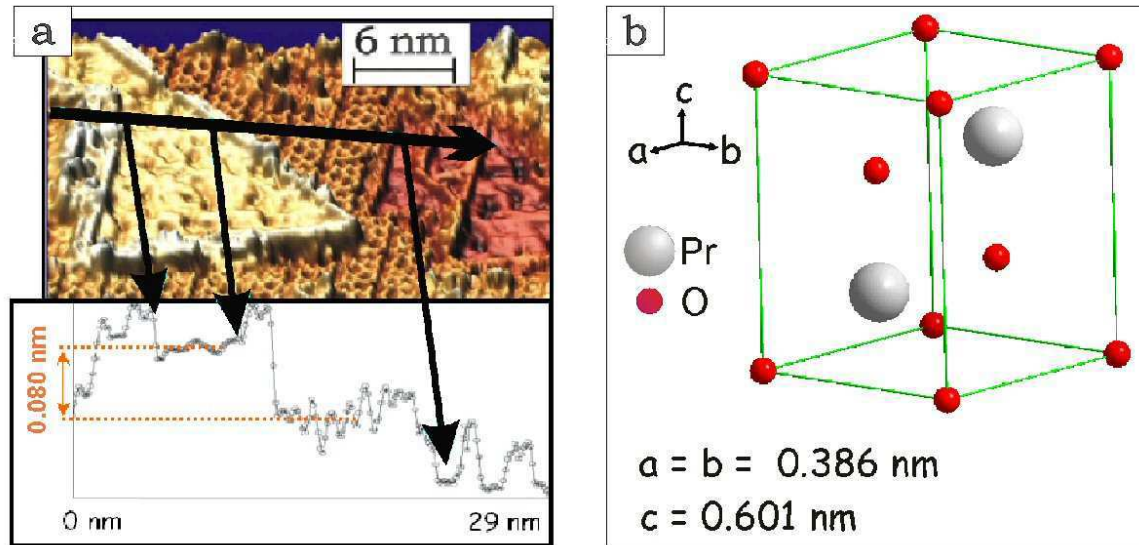 a
6 nm
0.080 nm
0 nm
29 nm
b
c
a
b
Pr
O
a = b = 0.386 nm
c = 0.601 nm